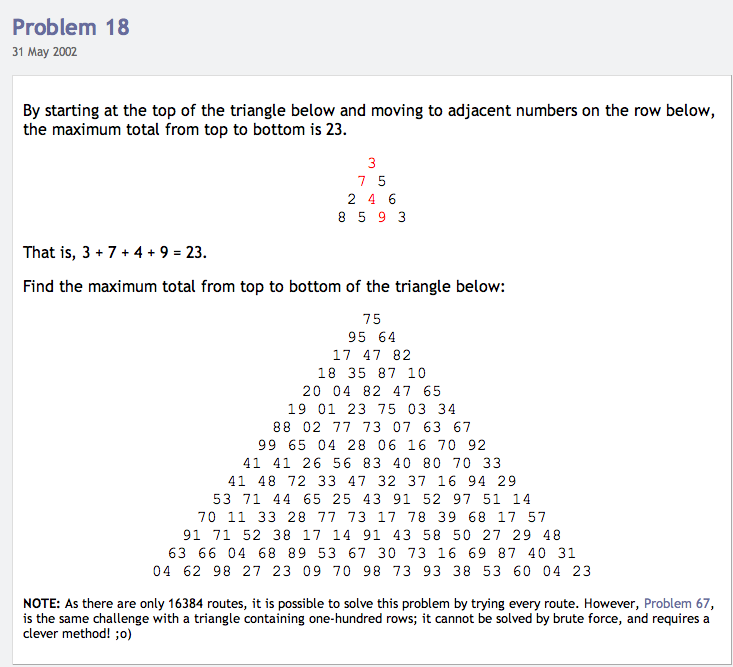 Problem 18
31 May 2002
By starting at the top of the triangle below and moving to adjacent numbers on the row below,
the maximum total from top to bottom is 23.
3
7 5
2 4 6
8 5 9 3
That is, 3 + 7 + 4 + 9 = 23.
Find the maximum total from top to bottom of the triangle below:
75
95 64
17 47 82
18 35 87 10
20 04 82 47 65
19 01 23 75 03 34
88 02 77 73 07 63 67
99 65 04 28 06 16 70 92
41 41 26 56 83 40 80 70 33
41 48 72 33 47 32 37 16 94 29
53 71 44 65 25 43 91 52 97 51 14
70 11 33 28 77 73 17 78 39 68 17 57
91 71 52 38 17 14 91 43 58 50 27 29 48
63 66 04 68 89 53 67 30 73 16 69 87 40 31
04 62 98 27 23 09 70 98 73 93 38 53 60 04 23
NOTE: As there are only 16384 routes, it is possible to solve this problem by trying every route. However, Problem 67,
is the same challenge with a triangle containing one-hundred rows; it cannot be solved by brute force, and requires a
clever method! ;o)